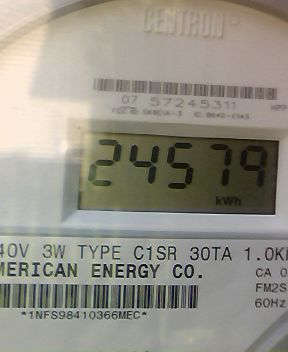 CENTRON®
07 57245311
24579
kWh
40V 3W TYPE C1SR 30TA 1.0K
MERICAN ENERGY CO.
CA 0
FM2S
60Hz
*1NFS98410366MEC*